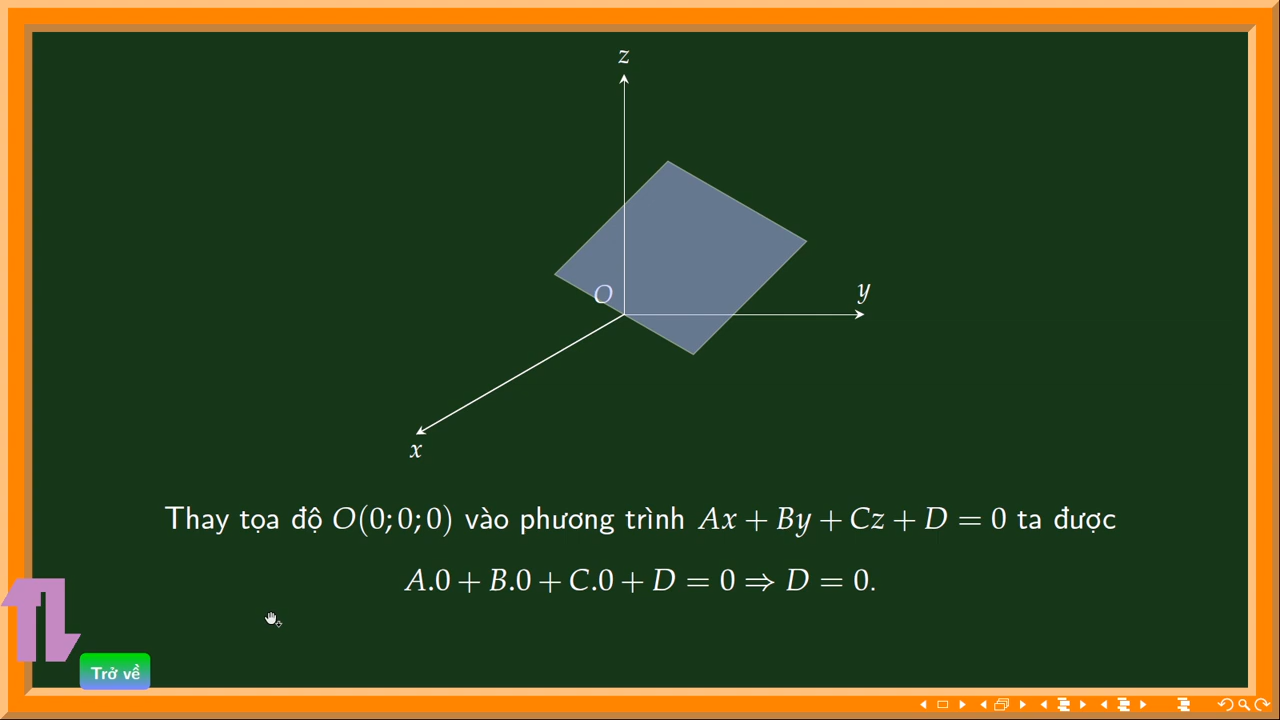 z
O
y
x
Thay tọa độ O(0;0;0) vào phương trình Ax + By + Cz + D = 0 ta được
A.0 + B.0 + C.0 + D = 0 ⇒ D = 0.
Trở về